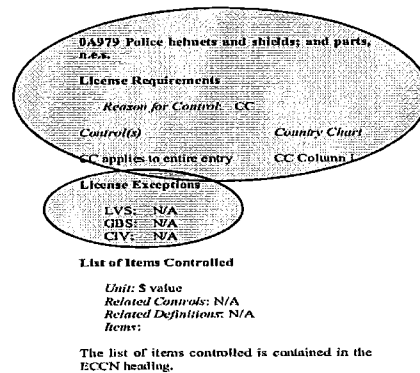 0A979 Police helmets and shields; and parts,
n.e.s.
License Requirements
Reason for Control: CC
Control(s) Country Chart
CC applies to entire entry CC Column 1
License Exceptions
LVS: N/A
GBS: N/A
CIV: N/A
List of Items Controlled
Unit: $ value
Related Controls: N/A
Related Definitions: N/A
Items:
The list of items controlled is contained in the
ECCN heading.